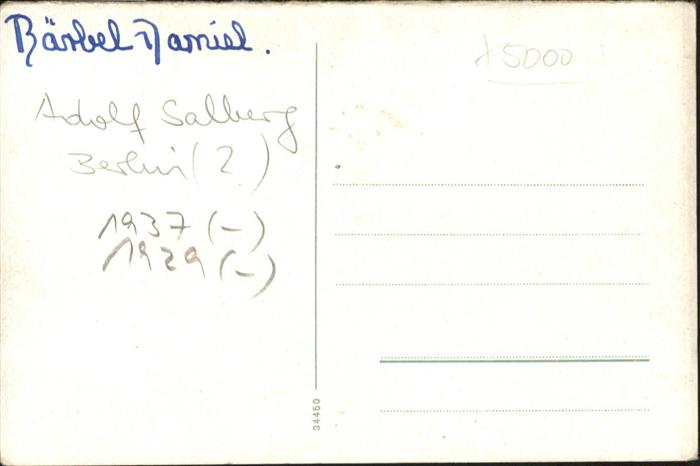 Bärbel Daniel.
x5000
Adolf Salberg
Berlin (2)
1937 (-)
1929 (-)
34450